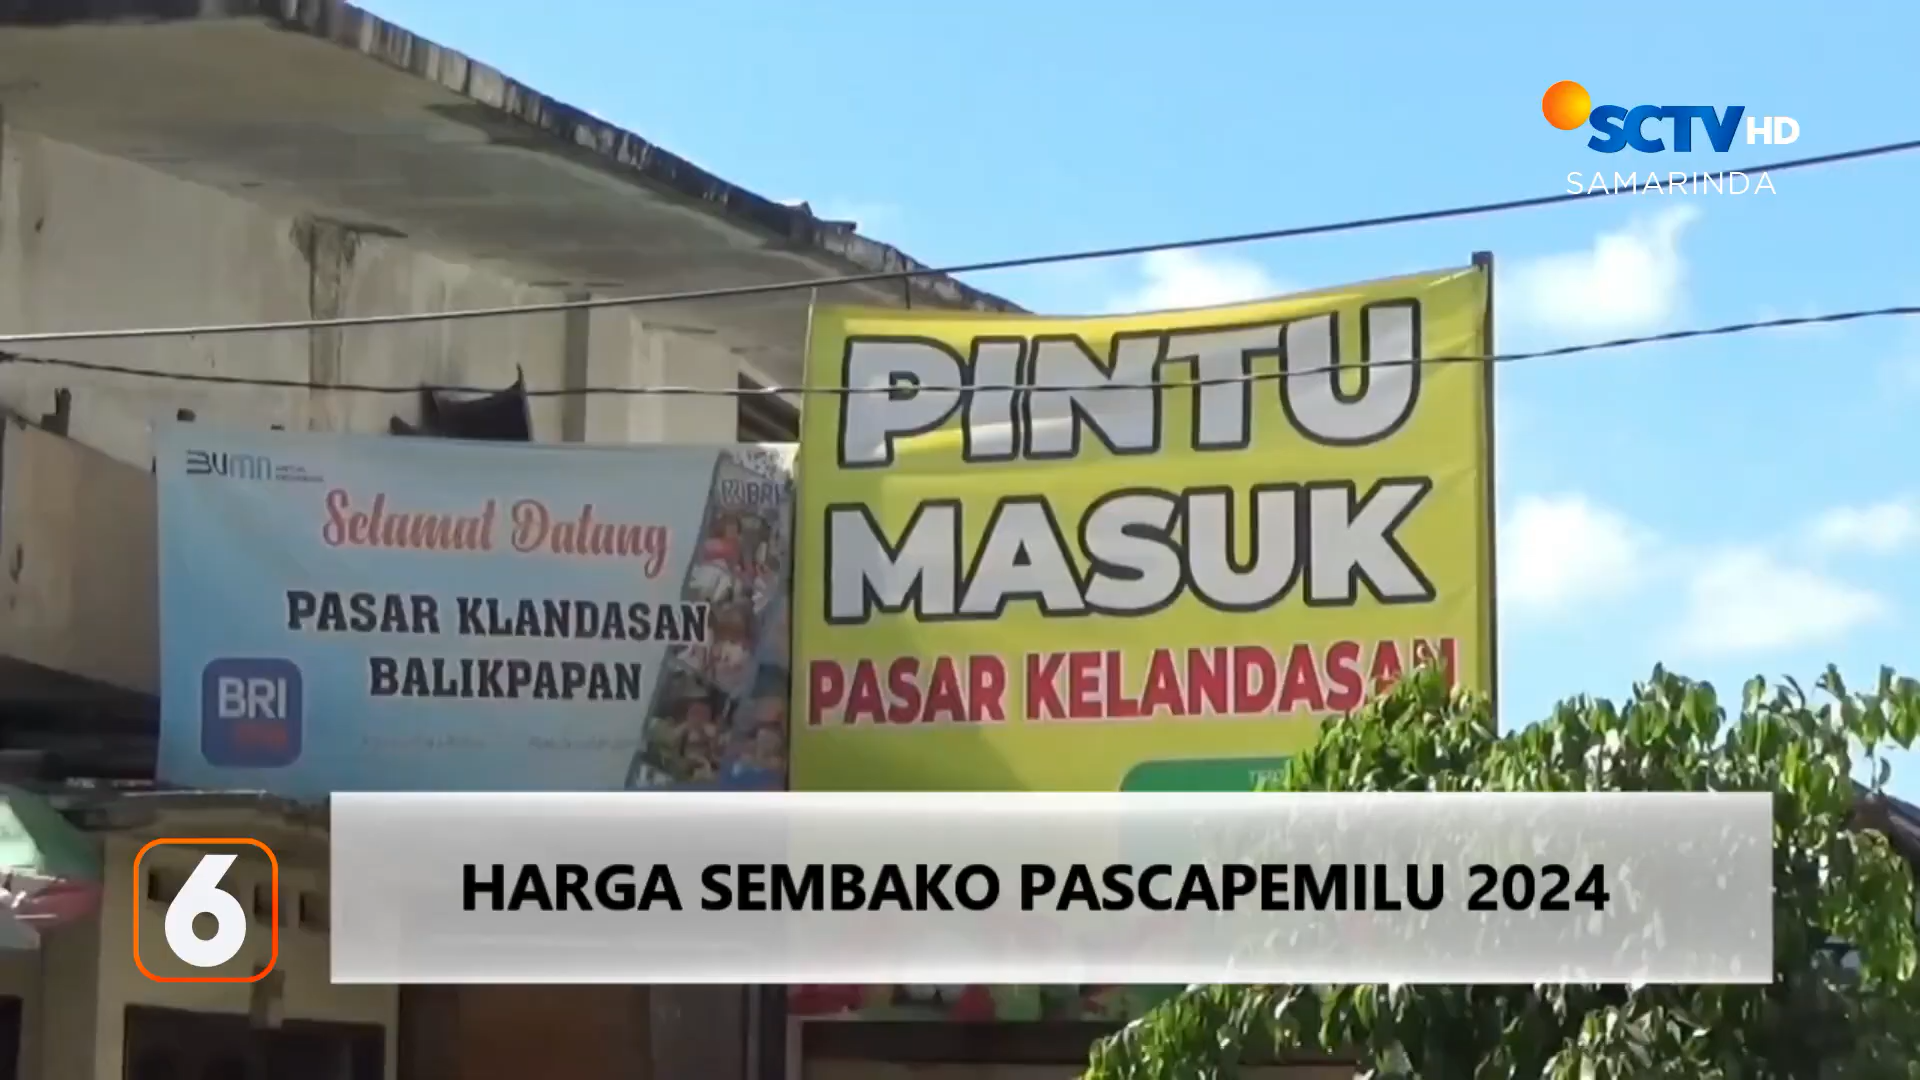 SCTV HD
SAMARINDA
BUMN
Selamat Datang
PASAR KLANDASAN
BALIKPAPAN
BRI
BRI
PINTU
MASUK
PASAR KELANDASAN
6
HARGA SEMBAKO PASCAPEMILU 2024